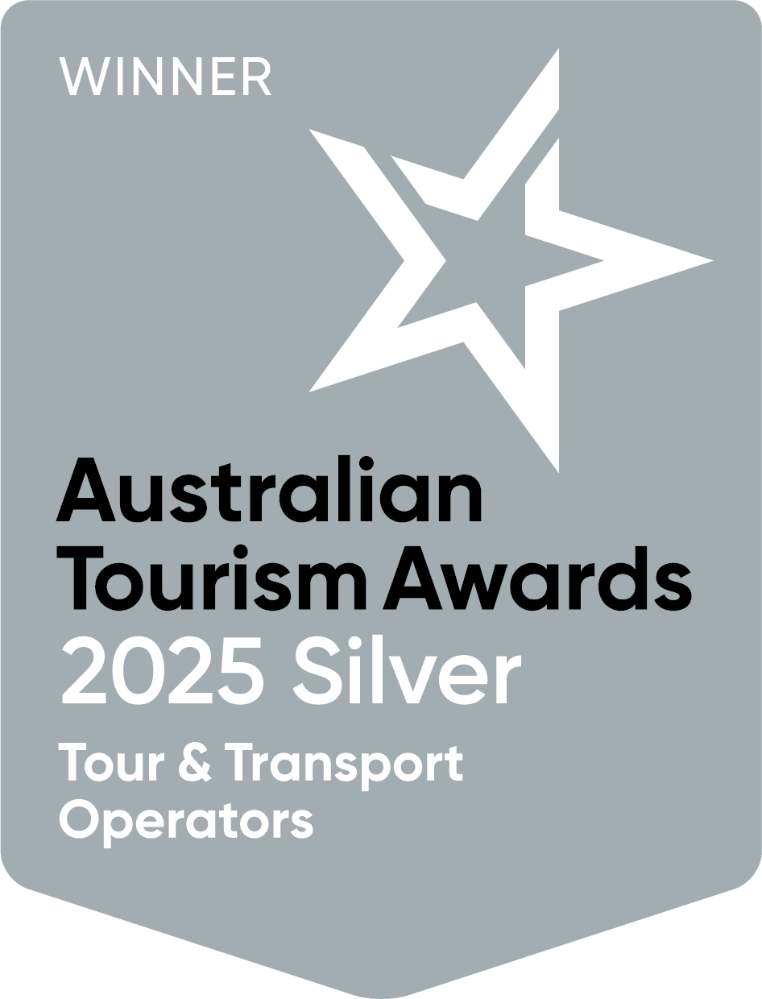 WINNER
Australian
Tourism Awards
2025 Silver
Tour & Transport
Operators